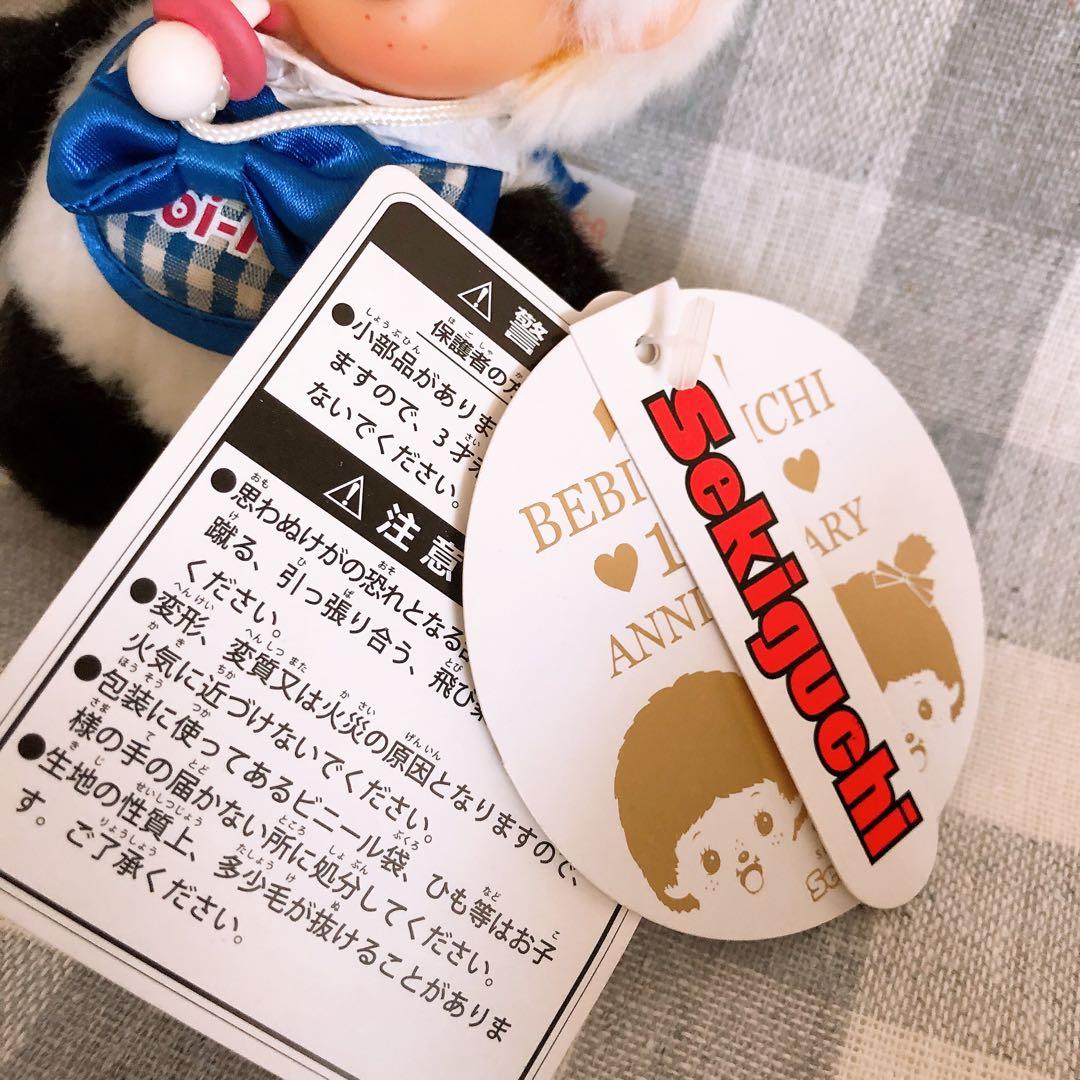 bi-
警
保護者の
●小部品がありま
ますので、3才
ないでください。
注意
●思わぬけがの恐れとなる
蹴る、引っ張り合う、飛び
ください。
●変形、変質又は火災の原因となりますので、
火気に近づけないでください。
●包装に使ってあるビニール袋、ひも等はお子
様の手の届かない所に処分してください。
●生地の性質上、多少毛が抜けることがありま
す。ご了承ください。
CHI
BEBI
1
ARY
ANNI
Sekiguchi